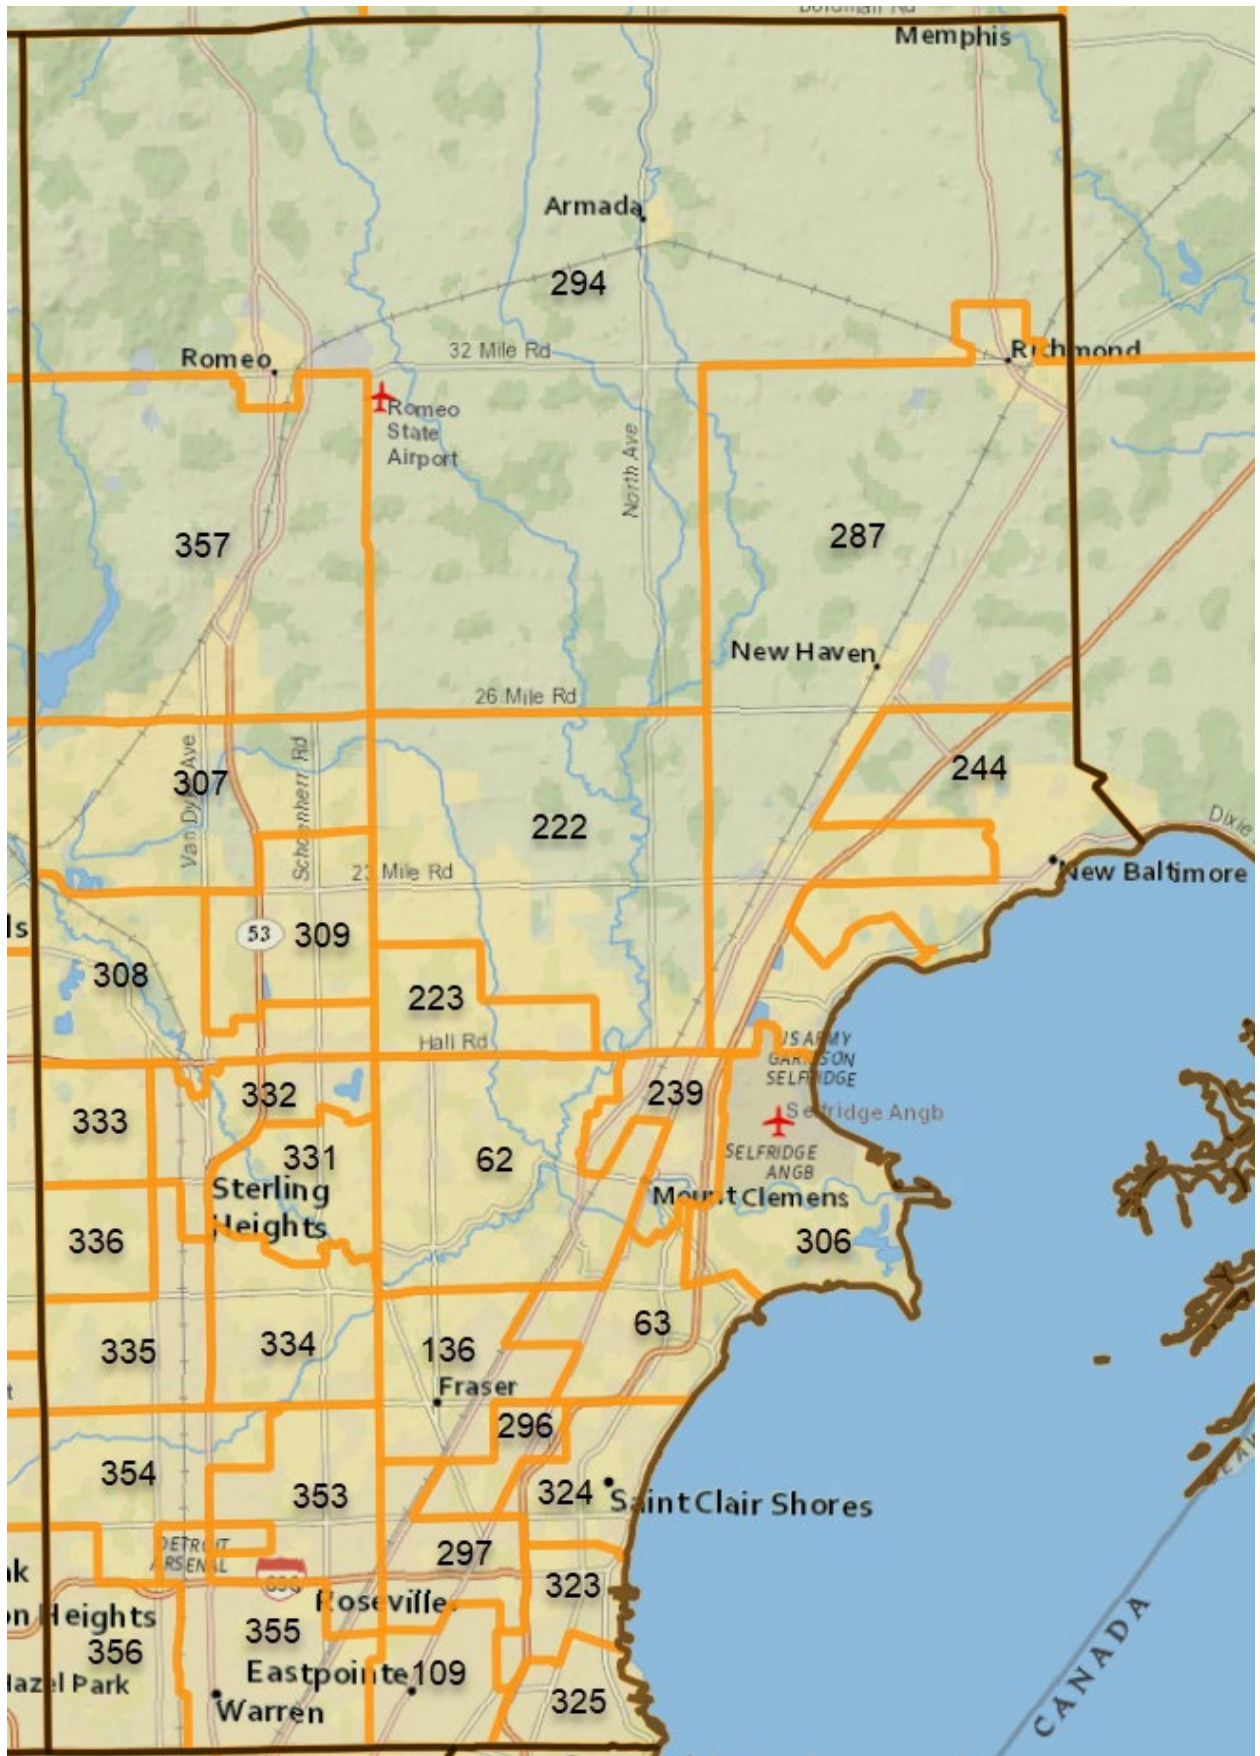 Memphis
Armada
294
32 Mile Rd
Romeo
Richmond
Romeo
State
Airport
North Ave
357
287
New Haven
26 Mile Rd
307
Van Dyke Ave
Schoenherr Rd
244
222
Dixie
23 Mile Rd
New Baltimore
ls
53
309
308
223
Hall Rd
US ARMY
GARRISON
SELFRIDGE
332
239
Selfridge Angb
333
331
62
SELFRIDGE
ANGB
Sterling
Heights
Mount Clemens
336
306
335
334
136
63
Fraser
296
354
353
324
Saint Clair Shores
DETROIT
ARSENAL
297
ak
696
323
on Heights
Roseville
355
356
Hazel Park
Eastpointe
109
Warren
325
CANADA